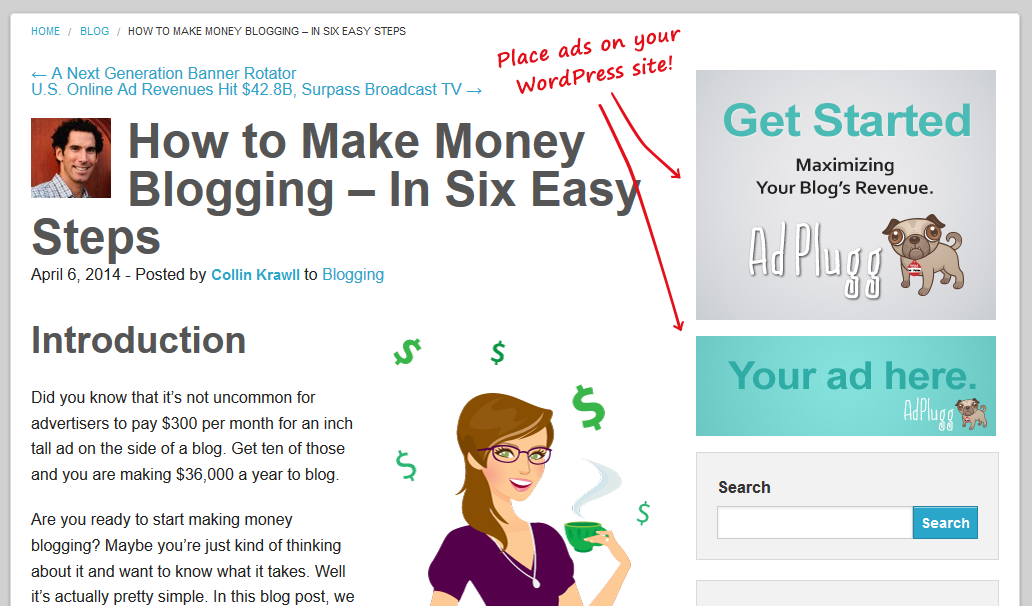 HOME / BLOG / HOW TO MAKE MONEY BLOGGING – IN SIX EASY STEPS
← A Next Generation Banner Rotator
U.S. Online Ad Revenues Hit $42.8B, Surpass Broadcast TV →
Place ads on your
WordPress site!
How to Make Money
Blogging – In Six Easy
Steps
April 6, 2014 - Posted by Collin Krawll to Blogging
Introduction
Did you know that it's not uncommon for
advertisers to pay $300 per month for an inch
tall ad on the side of a blog. Get ten of those
and you are making $36,000 a year to blog.
Are you ready to start making money
blogging? Maybe you're just kind of thinking
about it and want to know what it takes. Well
it's actually pretty simple. In this blog post, we
$
$
$
$
$
Get Started
Maximizing
Your Blog's Revenue.
AdPlugg
Your ad here.
AdPlugg
Search
Search